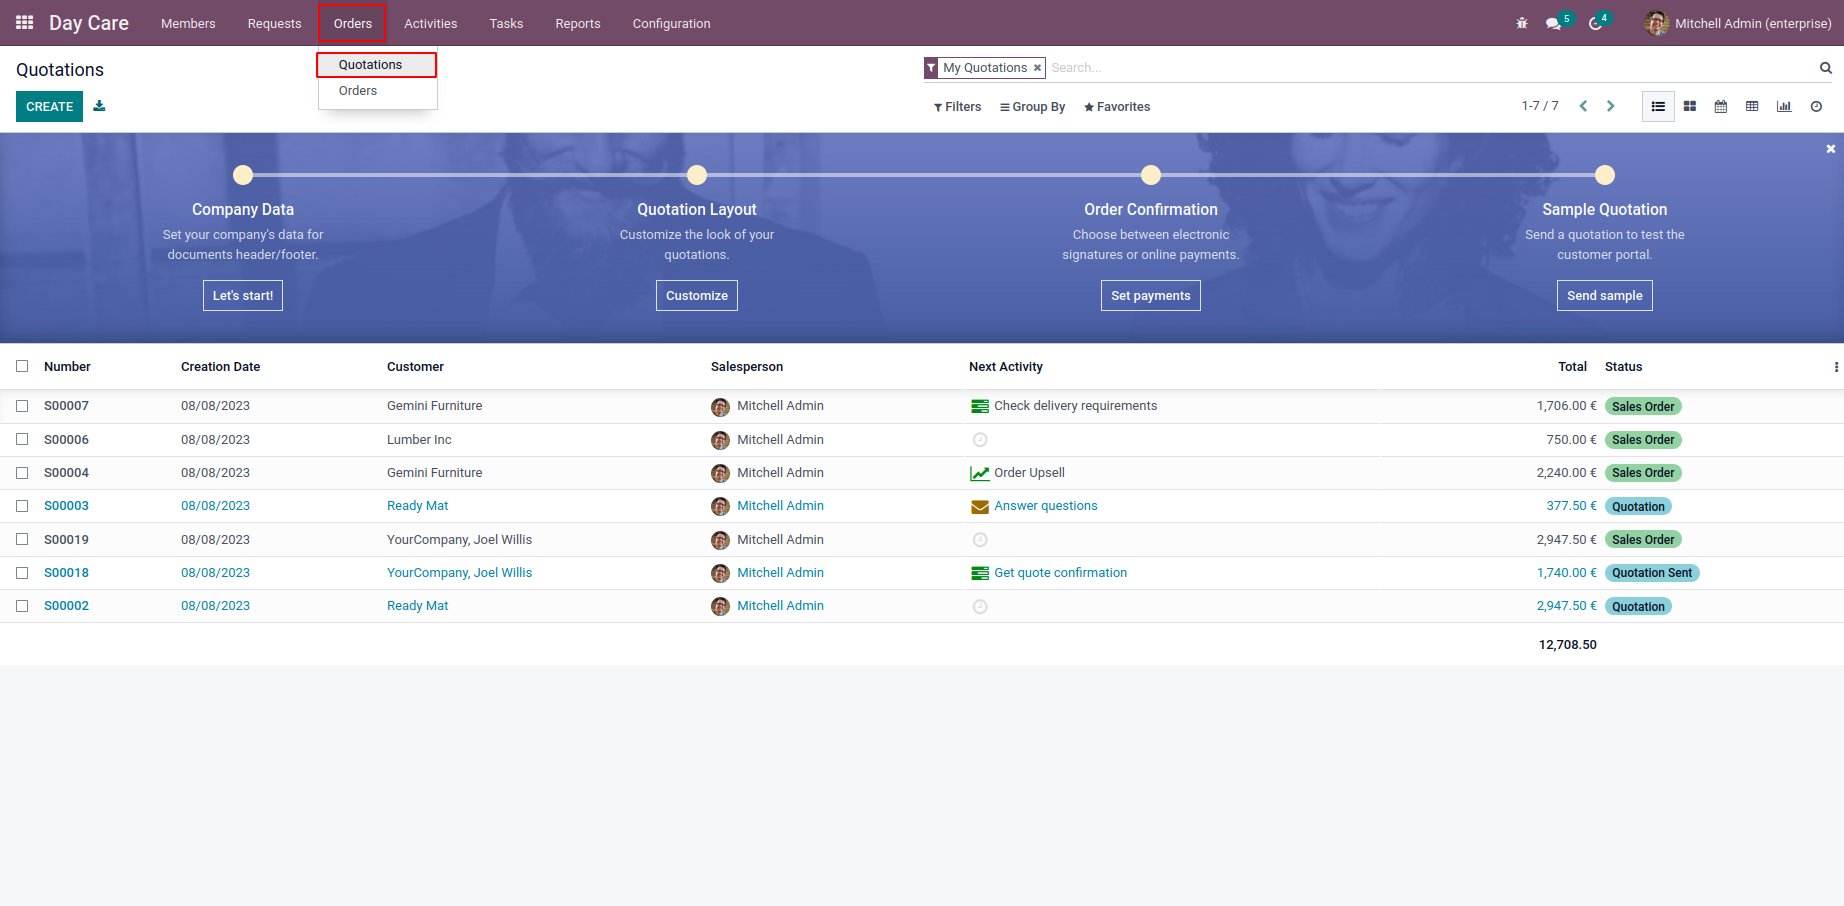 Day Care Members Requests Orders Activities Tasks Reports Configuration 5 4 Mitchell Admin (enterprise)
Quotations
Orders
Quotations
My Quotations Search...
CREATE
Filters Group By Favorites 1-7 / 7
Company Data
Set your company's data for
documents header/footer.
Let's start!
Quotation Layout
Customize the look of your
quotations.
Customize
Order Confirmation
Choose between electronic
signatures or online payments.
Set payments
Sample Quotation
Send a quotation to test the
customer portal.
Send sample
Number Creation Date Customer Salesperson Next Activity Total Status
S00007 08/08/2023 Gemini Furniture Mitchell Admin Check delivery requirements 1,706.00 € Sales Order
S00006 08/08/2023 Lumber Inc Mitchell Admin 750.00 € Sales Order
S00004 08/08/2023 Gemini Furniture Mitchell Admin Order Upsell 2,240.00 € Sales Order
S00003 08/08/2023 Ready Mat Mitchell Admin Answer questions 377.50 € Quotation
S00019 08/08/2023 YourCompany, Joel Willis Mitchell Admin 2,947.50 € Sales Order
S00018 08/08/2023 YourCompany, Joel Willis Mitchell Admin Get quote confirmation 1,740.00 € Quotation Sent
S00002 08/08/2023 Ready Mat Mitchell Admin 2,947.50 € Quotation
12,708.50